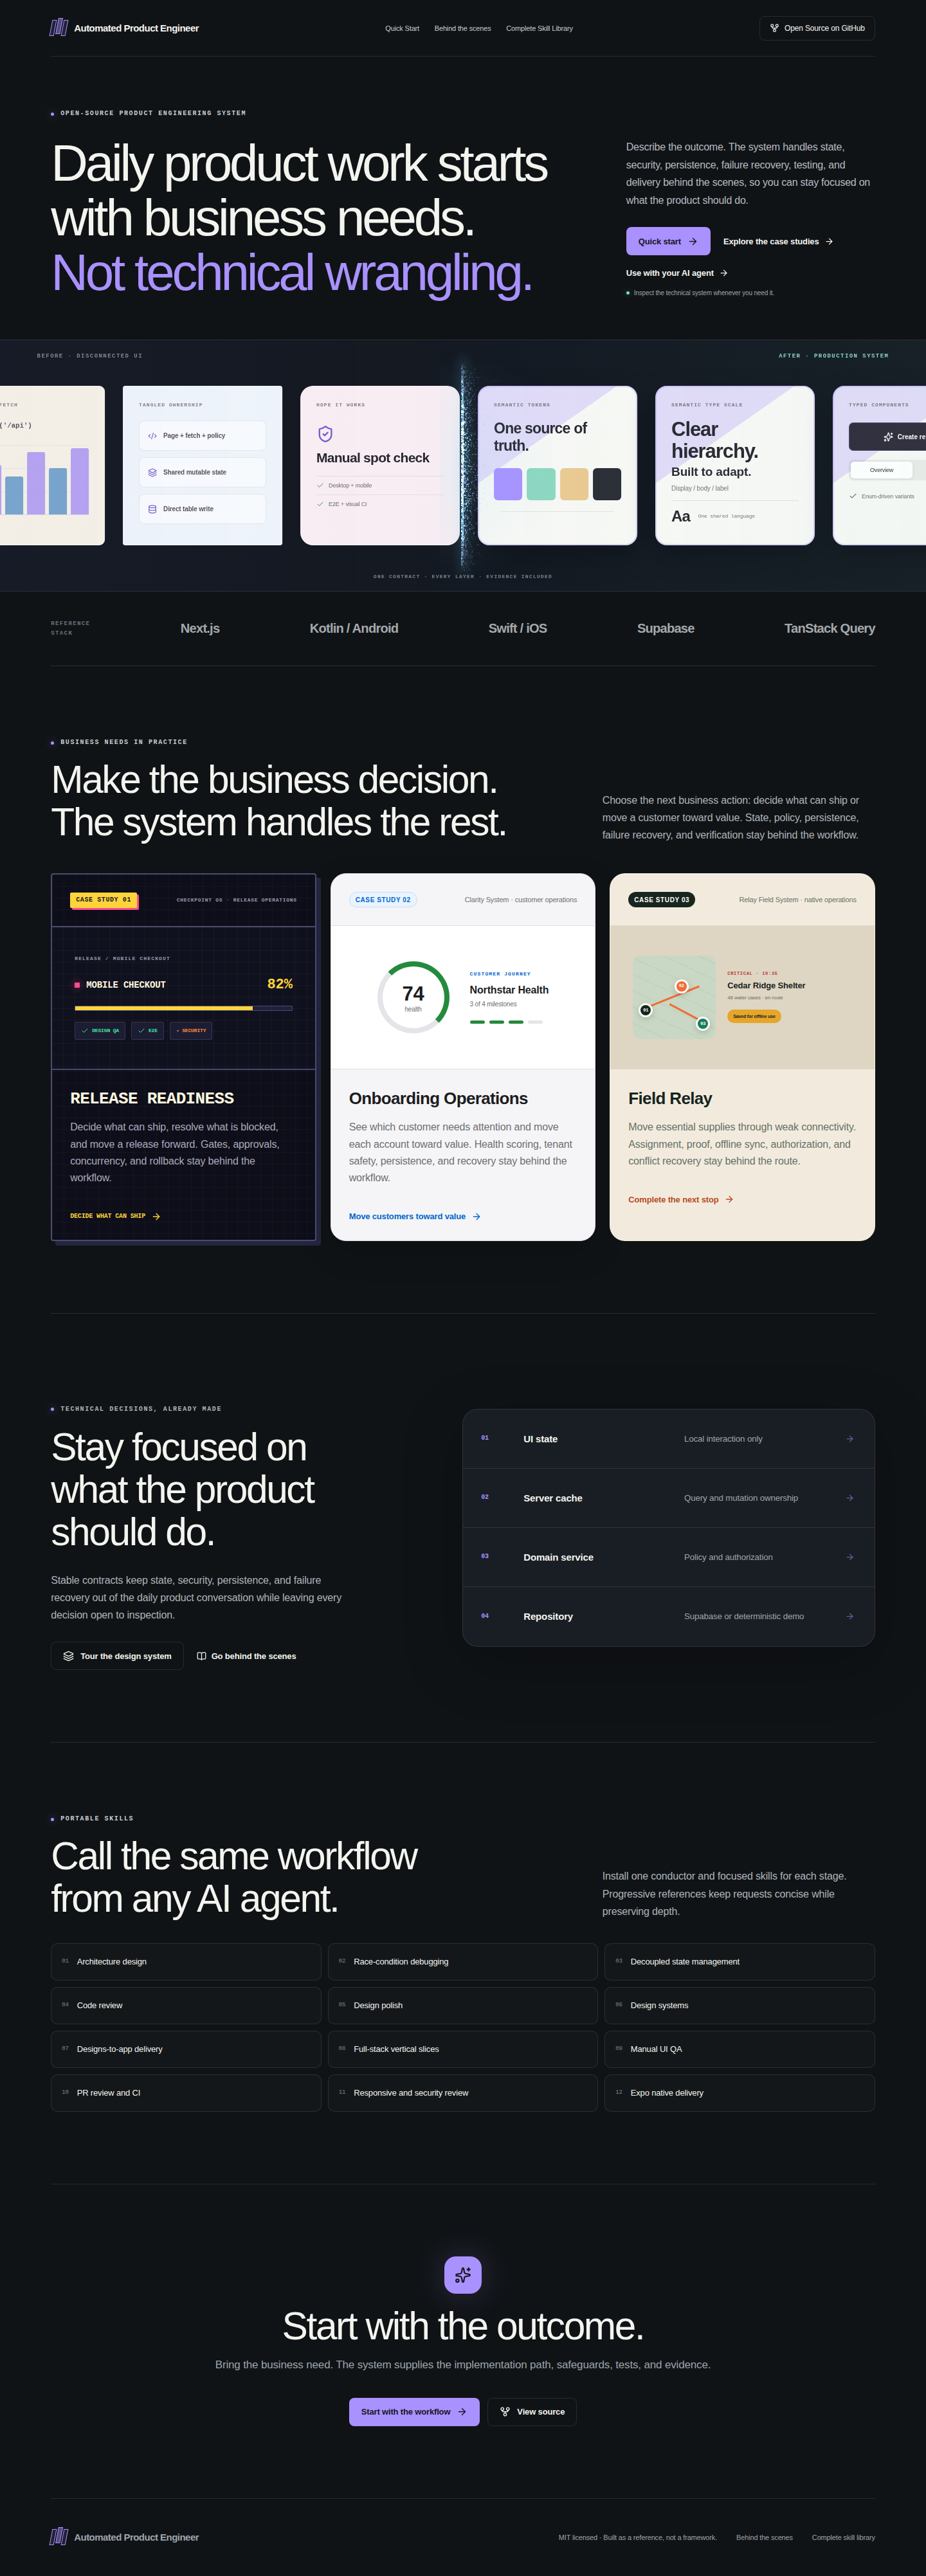 Automated Product Engineer
Quick Start
Behind the scenes
Complete Skill Library
Open Source on GitHub
OPEN-SOURCE PRODUCT ENGINEERING SYSTEM
Daily product work starts
with business needs.
Not technical wrangling.
Describe the outcome. The system handles state,
security, persistence, failure recovery, testing, and
delivery behind the scenes, so you can stay focused on
what the product should do.
Quick start
Explore the case studies
Use with your AI agent
Inspect the technical system whenever you need it.
BEFORE · DISCONNECTED UI
AFTER · PRODUCTION SYSTEM
FETCH
('/api')
TANGLED OWNERSHIP
Page + fetch + policy
Shared mutable state
Direct table write
HOPE IT WORKS
Manual spot check
Desktop + mobile
E2E + visual CI
SEMANTIC TOKENS
One source of
truth.
SEMANTIC TYPE SCALE
Clear
hierarchy.
Built to adapt.
Display / body / label
Aa
One shared language
TYPED COMPONENTS
Create re
Overview
Enum-driven variants
ONE CONTRACT · EVERY LAYER · EVIDENCE INCLUDED
REFERENCE
STACK
Next.js
Kotlin / Android
Swift / iOS
Supabase
TanStack Query
BUSINESS NEEDS IN PRACTICE
Make the business decision.
The system handles the rest.
Choose the next business action: decide what can ship or
move a customer toward value. State, policy, persistence,
failure recovery, and verification stay behind the workflow.
CASE STUDY 01
CHECKPOINT OS · RELEASE OPERATIONS
RELEASE / MOBILE CHECKOUT
MOBILE CHECKOUT
82%
DESIGN QA
E2E
SECURITY
RELEASE READINESS
Decide what can ship, resolve what is blocked,
and move a release forward. Gates, approvals,
concurrency, and rollback stay behind the
workflow.
DECIDE WHAT CAN SHIP
CASE STUDY 02
Clarity System · customer operations
74
health
CUSTOMER JOURNEY
Northstar Health
3 of 4 milestones
Onboarding Operations
See which customer needs attention and move
each account toward value. Health scoring, tenant
safety, persistence, and recovery stay behind the
workflow.
Move customers toward value
CASE STUDY 03
Relay Field System · native operations
01
02
03
CRITICAL · 10:35
Cedar Ridge Shelter
48 water cases · en route
Saved for offline use
Field Relay
Move essential supplies through weak connectivity.
Assignment, proof, offline sync, authorization, and
conflict recovery stay behind the route.
Complete the next stop
TECHNICAL DECISIONS, ALREADY MADE
Stay focused on
what the product
should do.
Stable contracts keep state, security, persistence, and failure
recovery out of the daily product conversation while leaving every
decision open to inspection.
Tour the design system
Go behind the scenes
01
UI state
Local interaction only
02
Server cache
Query and mutation ownership
03
Domain service
Policy and authorization
04
Repository
Supabase or deterministic demo
PORTABLE SKILLS
Call the same workflow
from any AI agent.
Install one conductor and focused skills for each stage.
Progressive references keep requests concise while
preserving depth.
01 Architecture design
02 Race-condition debugging
03 Decoupled state management
04 Code review
05 Design polish
06 Design systems
07 Designs-to-app delivery
08 Full-stack vertical slices
09 Manual UI QA
10 PR review and CI
11 Responsive and security review
12 Expo native delivery
Start with the outcome.
Bring the business need. The system supplies the implementation path, safeguards, tests, and evidence.
Start with the workflow
View source
Automated Product Engineer
MIT licensed · Built as a reference, not a framework.
Behind the scenes
Complete skill library